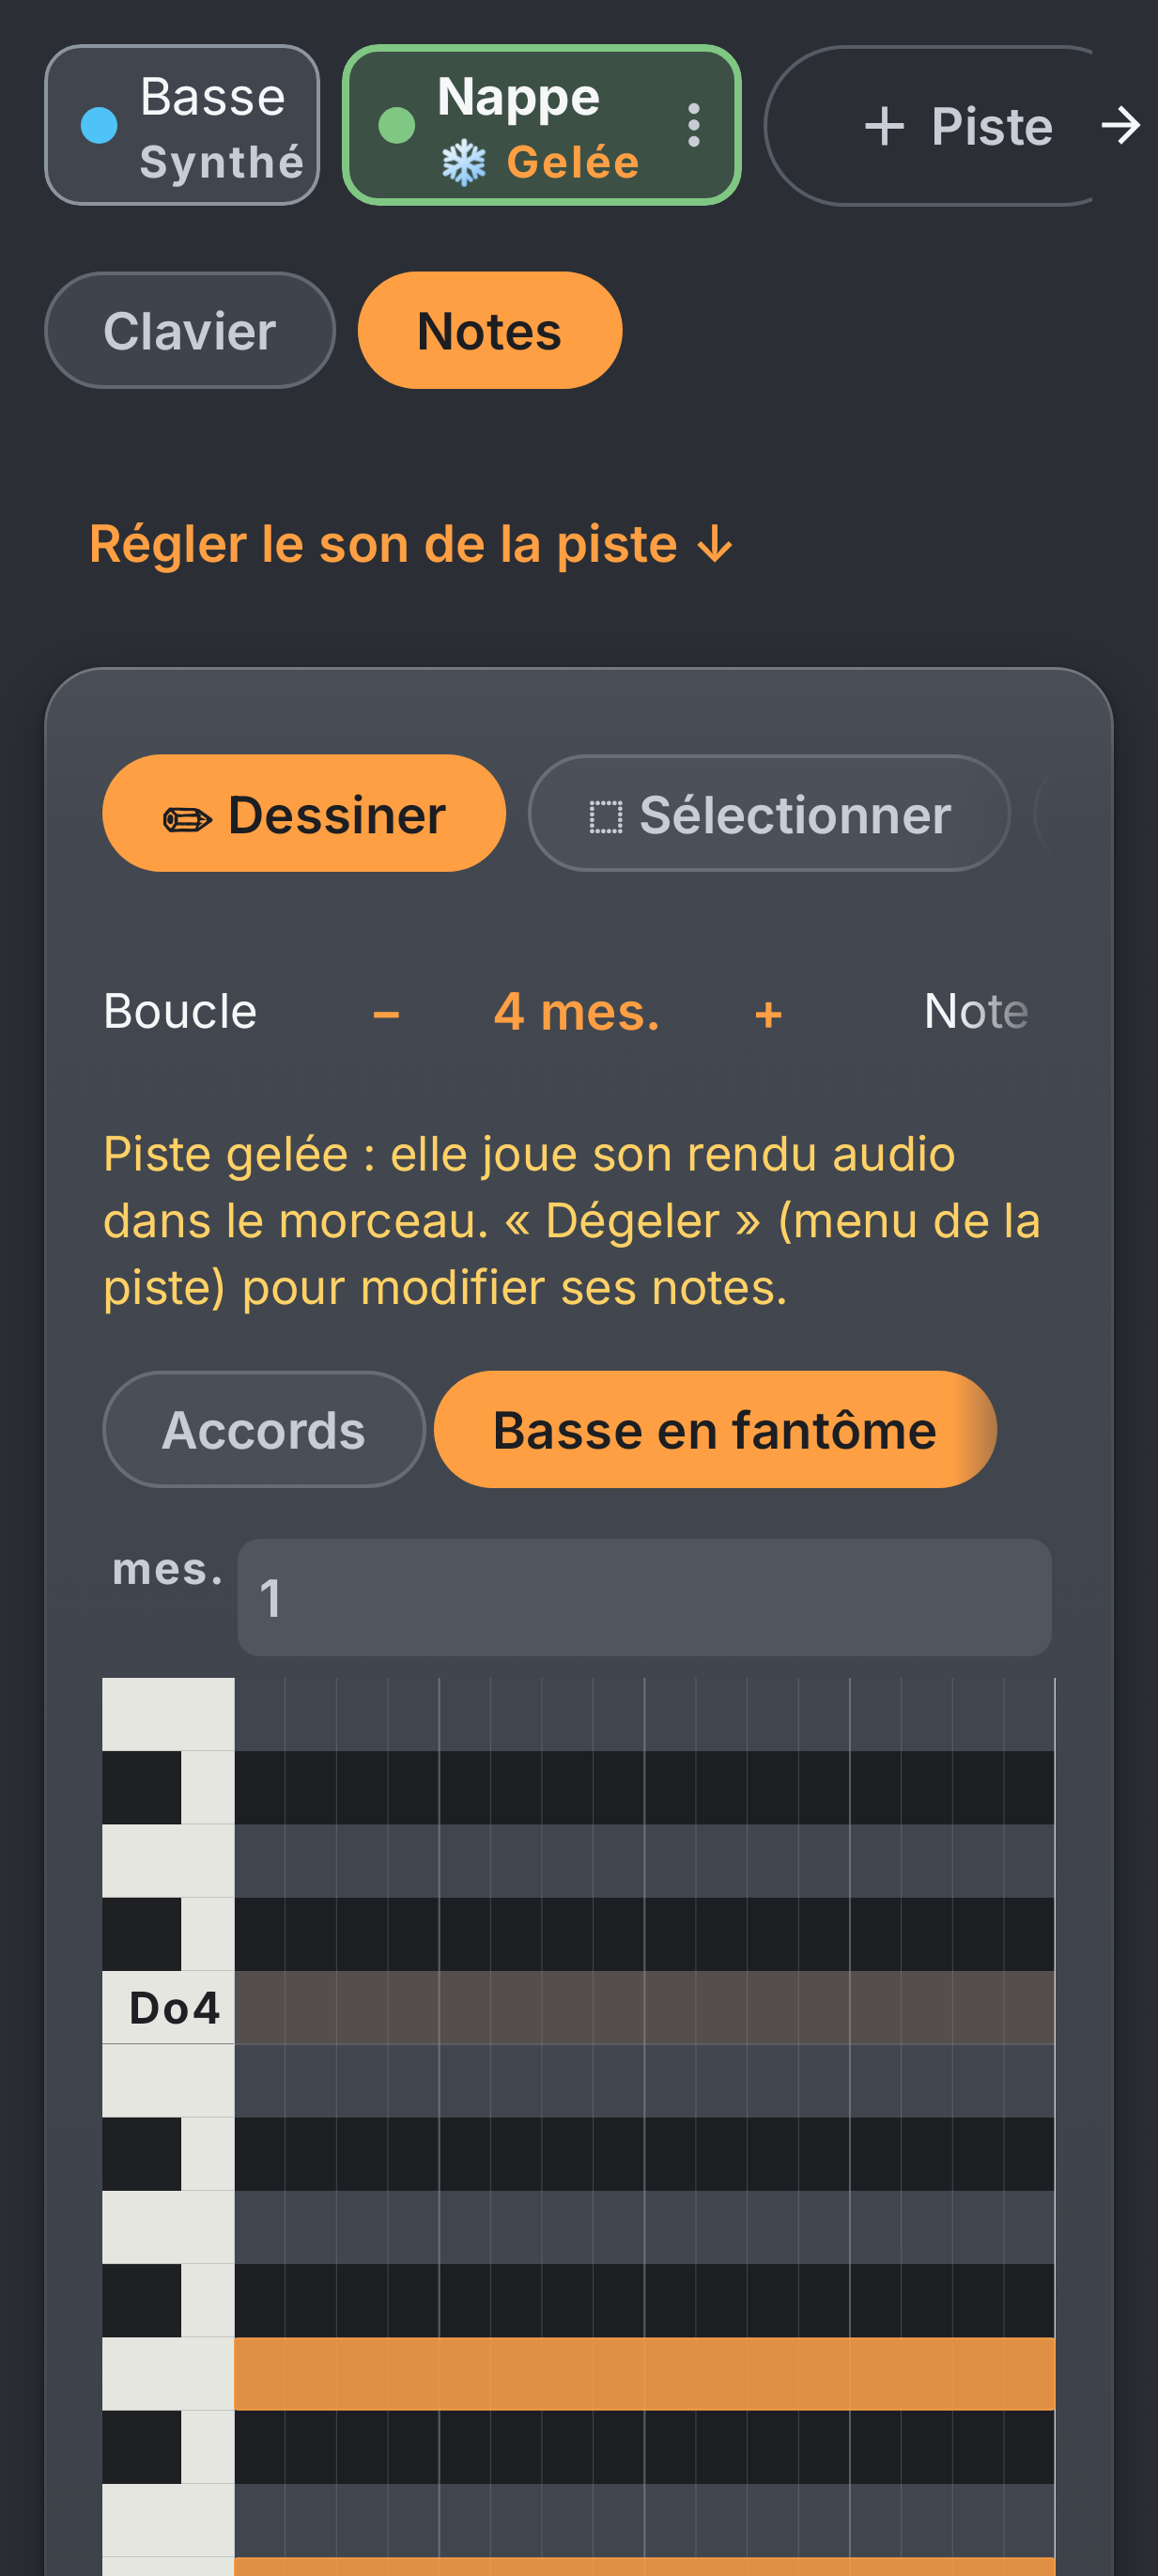 Basse
Synthé
Nappe
❄️ Gelée
+ Piste →
Clavier
Notes
Régler le son de la piste ↓
✏ Dessiner
Sélectionner
Boucle − 4 mes. + Note
Piste gelée : elle joue son rendu audio
dans le morceau. « Dégeler » (menu de la
piste) pour modifier ses notes.
Accords
Basse en fantôme
mes. 1
Do4